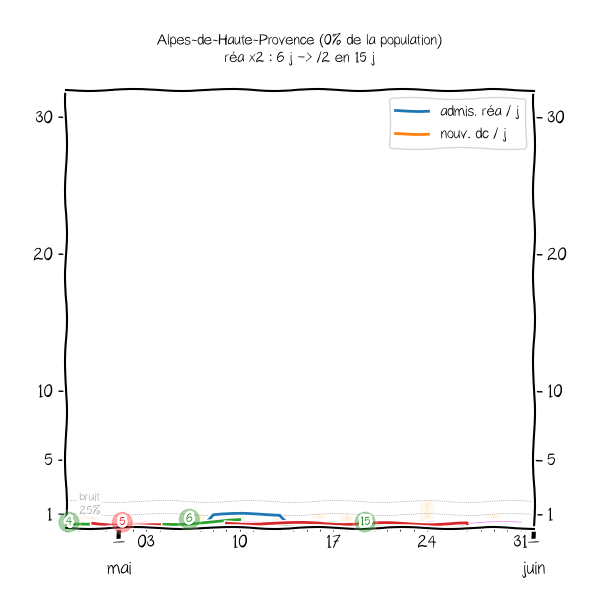 Alpes-de-Haute-Provence (0% de la population)
réa x2 : 6 j -> /2 en 15 j
admis. réa / j
nouv. dc / j
30 30
20 20
10 10
5 5
bruit
25%
1 1
4 5 6 15
03 10 17 24 31
mai juin